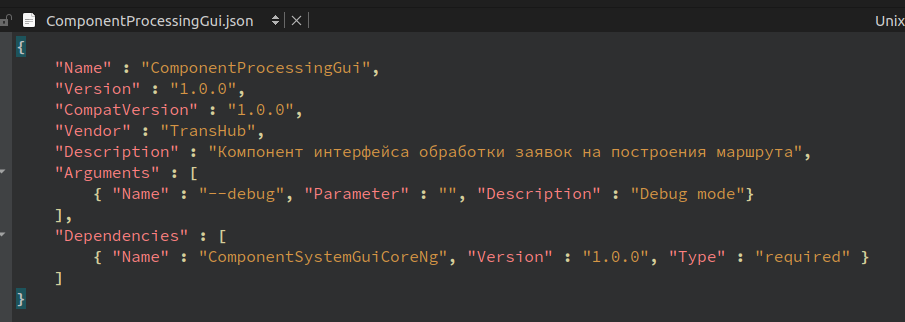 ComponentProcessingGui.json
Unix
{
"Name" : "ComponentProcessingGui",
"Version" : "1.0.0",
"CompatVersion" : "1.0.0",
"Vendor" : "TransHub",
"Description" : "Компонент интерфейса обработки заявок на построения маршрута",
"Arguments" : [
{ "Name" : "--debug", "Parameter" : "", "Description" : "Debug mode"}
],
"Dependencies" : [
{ "Name" : "ComponentSystemGuiCoreNg", "Version" : "1.0.0", "Type" : "required" }
]
}